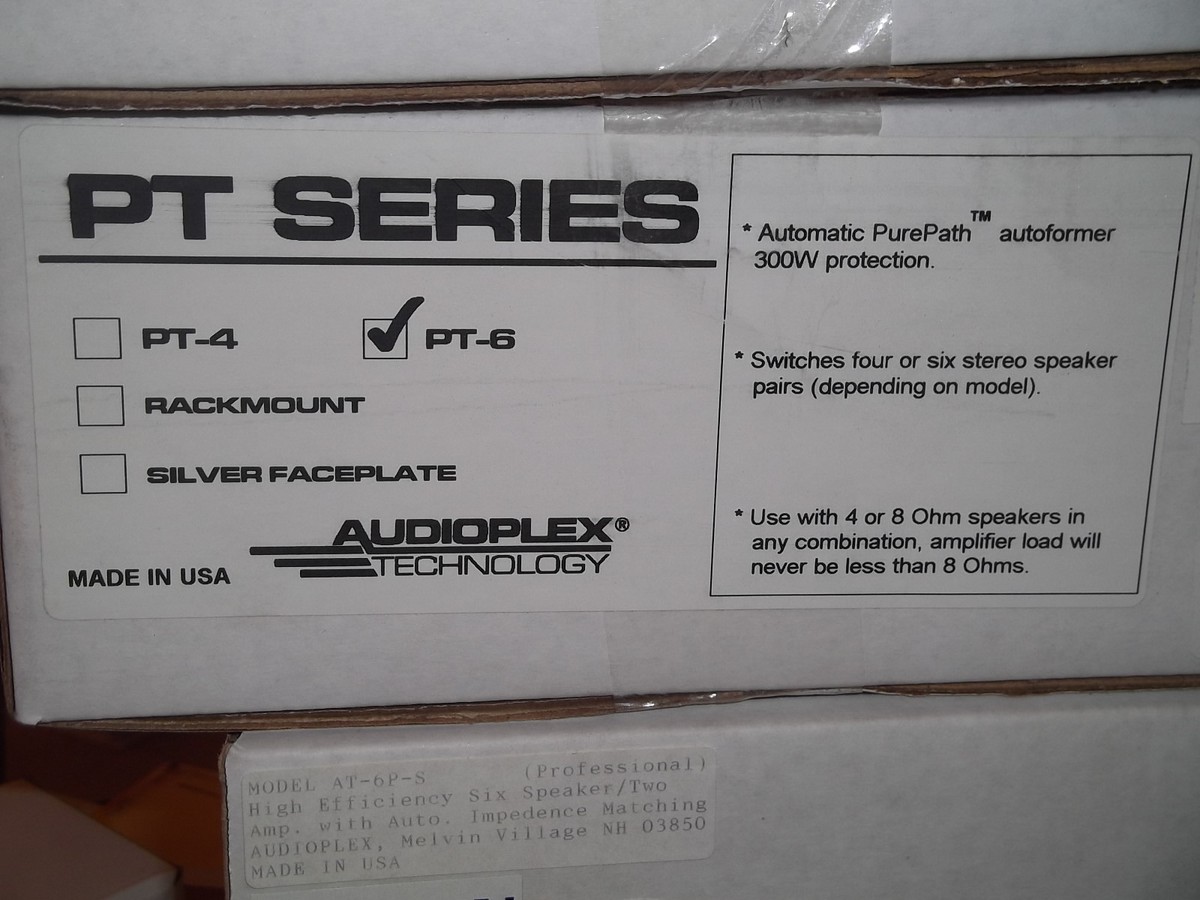 PT SERIES
PT-4
PT-6
RACKMOUNT
SILVER FACEPLATE
MADE IN USA
AUDIOPLEX®
TECHNOLOGY
* Automatic PurePath™ autoformer
300W protection.
* Switches four or six stereo speaker
pairs (depending on model).
* Use with 4 or 8 Ohm speakers in
any combination, amplifier load will
never be less than 8 Ohms.
MODEL AT-6P-S (Professional)
High Efficiency Six Speaker/Two
Amp. with Auto. Impedence Matching
AUDIOPLEX, Melvin Village NH 03850
MADE IN USA